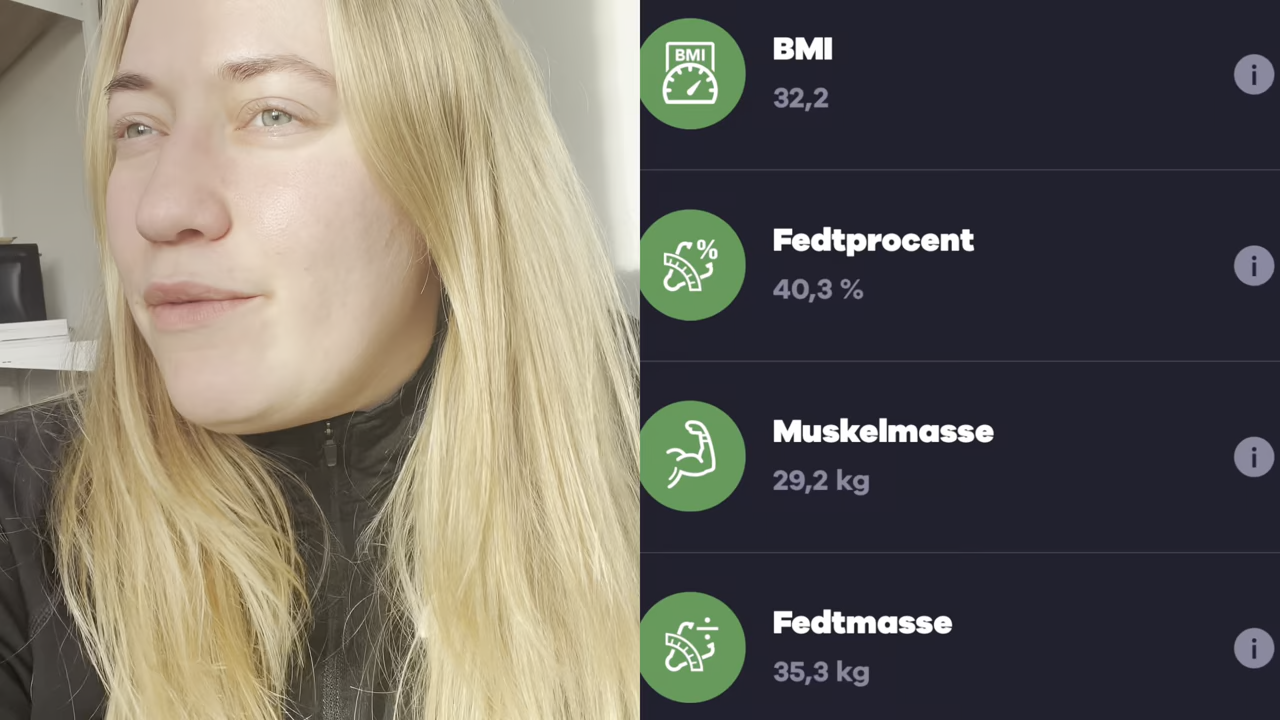 BMI
BMI
32,2
%
Fedtprocent
40,3 %
Muskelmasse
29,2 kg
Fedtmasse
35,3 kg